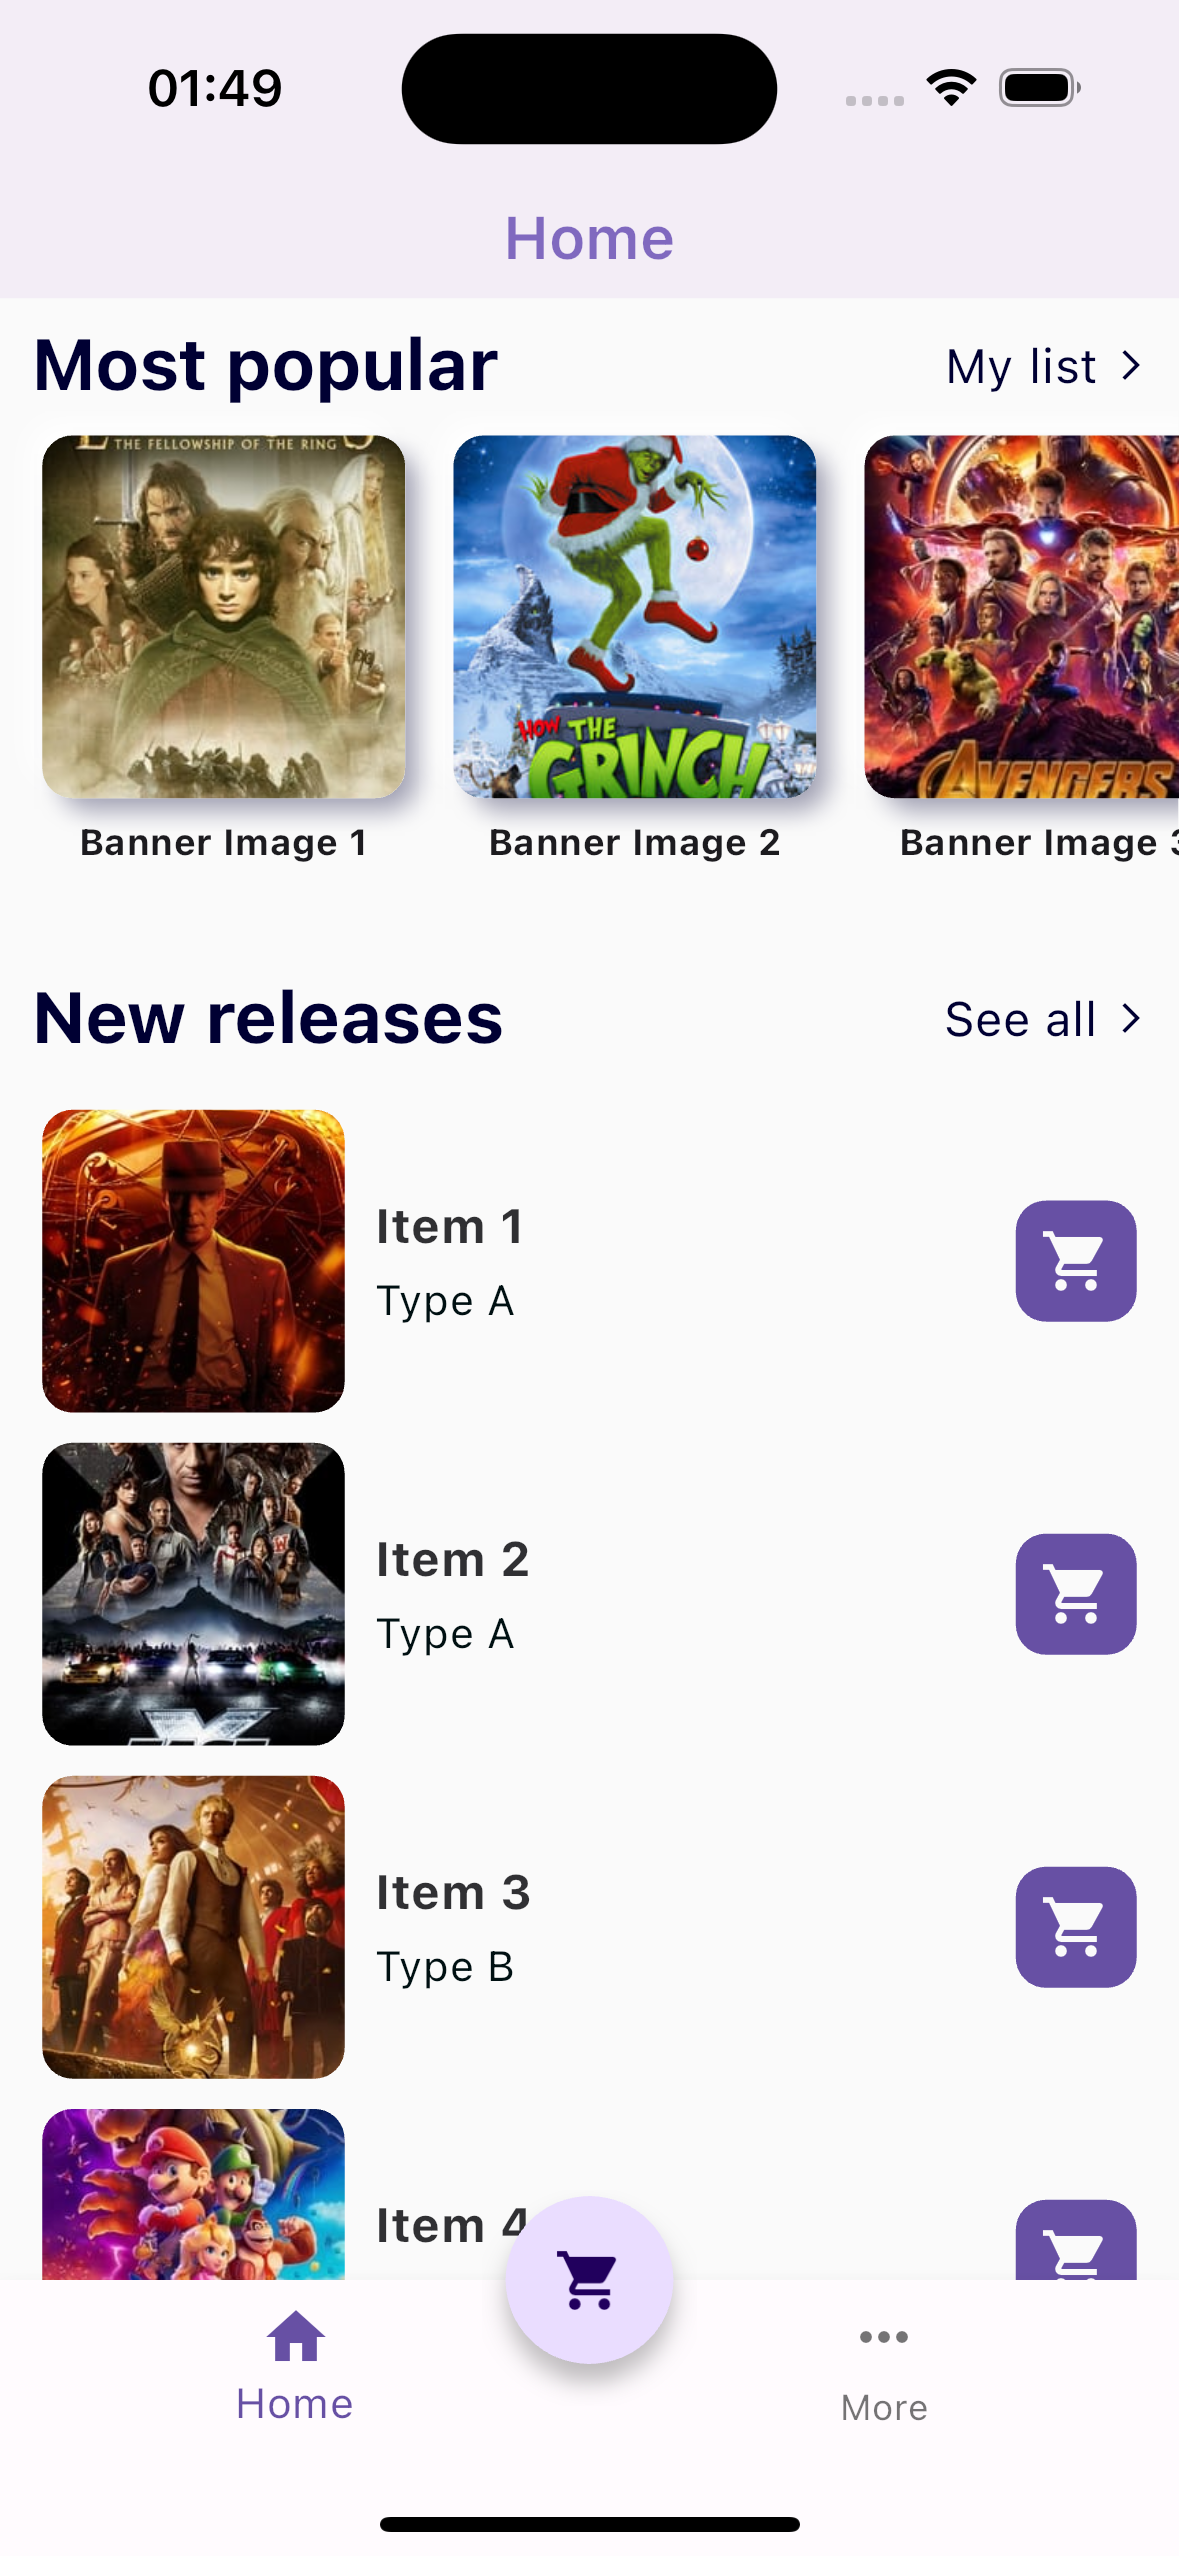 01:49
Home
Most popular
My list
THE FELLOWSHIP OF THE RING
HOW THE
GRINCH
AVENGERS
Banner Image 1
Banner Image 2
Banner Image 3
New releases
See all
Item 1
Type A
Item 2
Type A
Item 3
Type B
Item 4
Home
More